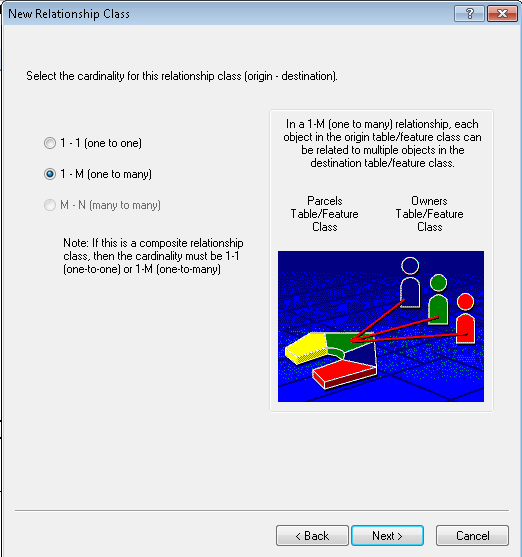 New Relationship Class
?
Select the cardinality for this relationship class (origin - destination).
1 - 1 (one to one)
1 - M (one to many)
M - N (many to many)
Note: If this is a composite relationship
class, then the cardinality must be 1-1
(one-to-one) or 1-M (one-to-many)
In a 1-M (one to many) relationship, each
object in the origin table/feature class can
be related to multiple objects in the
destination table/feature class.
Parcels
Table/Feature
Class
Owners
Table/Feature
Class
< Back
Next >
Cancel